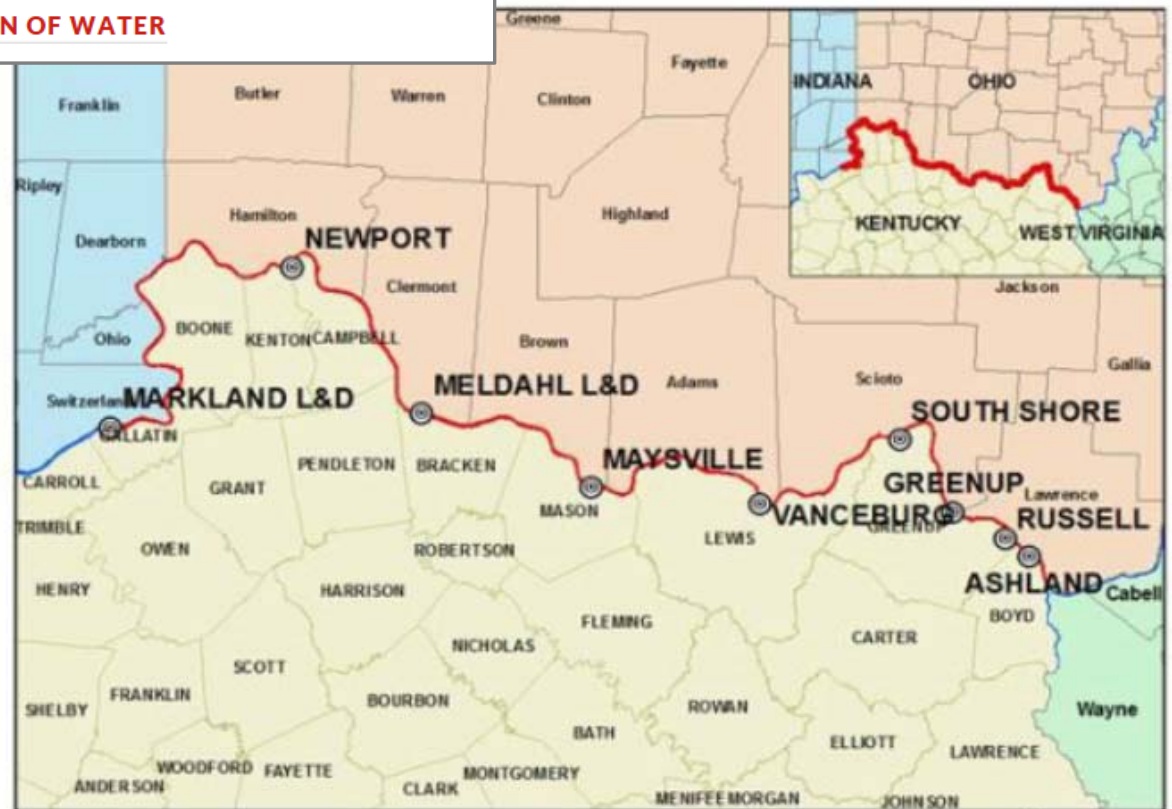 N OF WATER
Greene
Fayette
Franklin
Butler
Warren
Clinton
INDIANA
OHIO
KENTUCKY
WEST VIRGINIA
Ripley
Dearborn
Hamilton
Highland
NEWPORT
Clermont
Jackson
Ohio
BOONE
KENTON
CAMPBELL
Brown
Adams
Scioto
Gallia
Switzerland
MARKLAND L&D
MELDAHL L&D
SOUTH SHORE
GALLATIN
MAYSVILLE
PENDLETON
BRACKEN
CARROLL
GRANT
GREENUP
Lawrence
MASON
VANCEBURG
GREENUP
RUSSELL
TRIMBLE
OWEN
ROBERTSON
LEWIS
HENRY
HARRISON
ASHLAND
Cabell
BOYD
FLEMING
NICHOLAS
CARTER
SCOTT
FRANKLIN
BOURBON
SHELBY
ROWAN
Wayne
BATH
ELLIOTT
LAWRENCE
WOODFORD
FAYETTE
MONTGOMERY
ANDERSON
CLARK
MENIFEE
MORGAN
JOHNSON